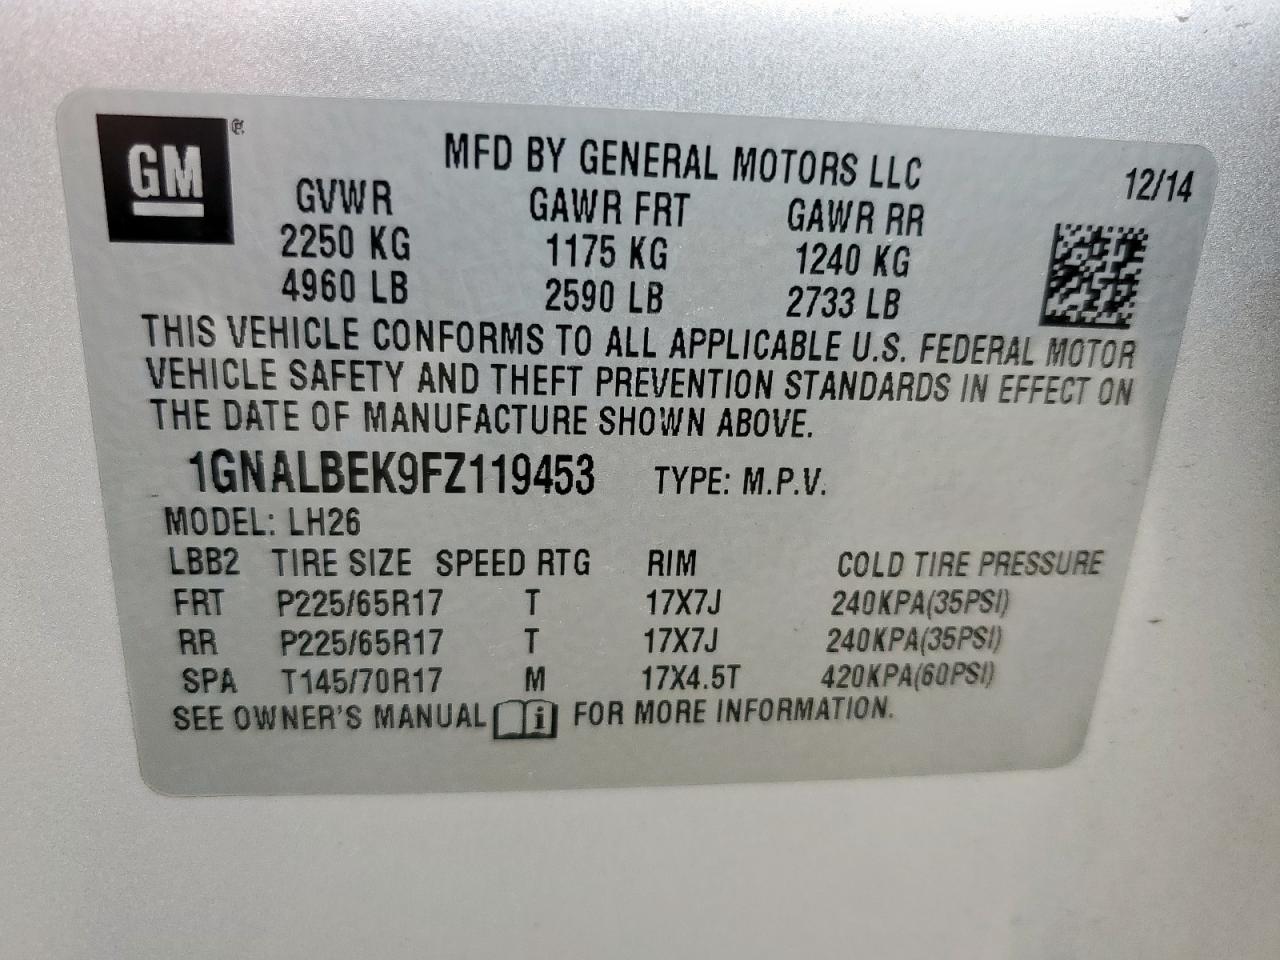 GM
MFD BY GENERAL MOTORS LLC
12/14
GVWR GAWR FRT GAWR RR
2250 KG 1175 KG 1240 KG
4960 LB 2590 LB 2733 LB
THIS VEHICLE CONFORMS TO ALL APPLICABLE U.S. FEDERAL MOTOR
VEHICLE SAFETY AND THEFT PREVENTION STANDARDS IN EFFECT ON
THE DATE OF MANUFACTURE SHOWN ABOVE.
1GNALBEK9FZ119453 TYPE: M.P.V.
MODEL: LH26
LBB2 TIRE SIZE SPEED RTG RIM COLD TIRE PRESSURE
FRT P225/65R17 T 17X7J 240KPA(35PSI)
RR P225/65R17 T 17X7J 240KPA(35PSI)
SPA T145/70R17 M 17X4.5T 420KPA(60PSI)
SEE OWNER'S MANUAL i FOR MORE INFORMATION.